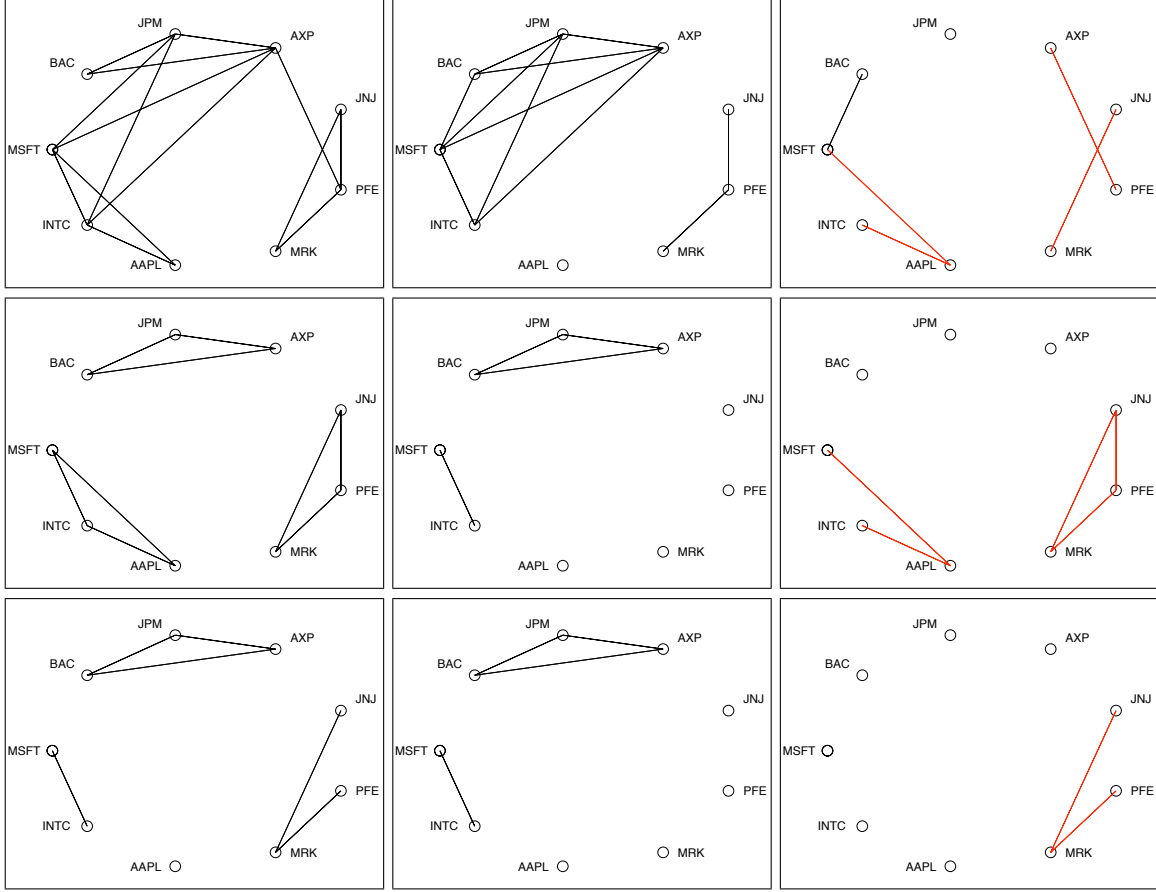 JPM
AXP
BAC
JNJ
MSFT
PFE
INTC
MRK
AAPL
JPM
AXP
BAC
JNJ
MSFT
PFE
INTC
MRK
AAPL
JPM
AXP
BAC
JNJ
MSFT
PFE
INTC
MRK
AAPL
JPM
AXP
BAC
JNJ
MSFT
PFE
INTC
MRK
AAPL
JPM
AXP
BAC
JNJ
MSFT
PFE
INTC
MRK
AAPL
JPM
AXP
BAC
JNJ
MSFT
PFE
INTC
MRK
AAPL
JPM
AXP
BAC
JNJ
MSFT
PFE
INTC
MRK
AAPL
JPM
AXP
BAC
JNJ
MSFT
PFE
INTC
MRK
AAPL
JPM
AXP
BAC
JNJ
MSFT
PFE
INTC
MRK
AAPL